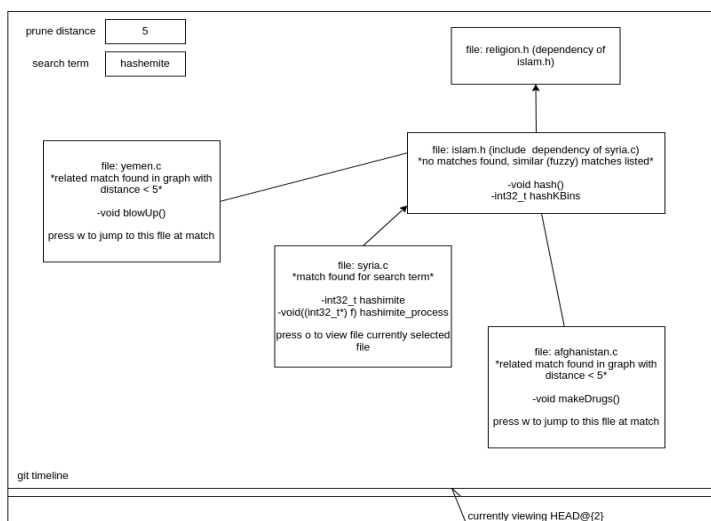 prune distance
5
search term
hashemite
file: religion.h (dependency of
islam.h)
file: islam.h (include  dependency of syria.c)
*no matches found, similar (fuzzy) matches listed*
-void hash()
-int32_t hashKBins
file: yemen.c
*related match found in graph with
distance < 5*
-void blowUp()
press w to jump to this flle at match
file: syria.c
*match found for search term*
-int32_t hashimite
-void((int32_t*) f) hashimite_process
press o to view file currently selected
file
file: afghanistan.c
*related match found in graph with
distance < 5*
-void makeDrugs()
press w to jump to this flle at match
git timeline
currently viewing HEAD@{2}